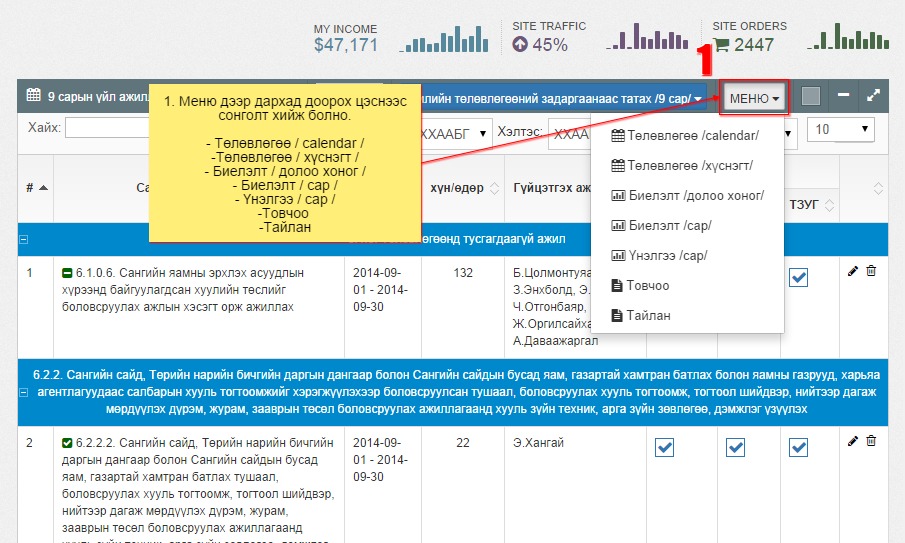 MY INCOME
$47,171
SITE TRAFFIC
45%
SITE ORDERS
2447
1
9 сарын үйл ажил
илийн төлөвлөгөөний задаргаанаас татах /9 сар/
МЕНЮ
1. Меню дээр дархад доорох цэснээс
сонголт хийж болно.
- Төлөвлөгөө / calendar /
-Төлөвлөгөө / хүснэгт /
- Биелэлт / долоо хоног /
- Биелэлт / сар /
- Үнэлгээ / сар /
-Товчоо
-Тайлан
Хайх:
ХХААБГ
Хэлтэс:
ХХАА
10
Төлөвлөгөө /calendar/
Төлөвлөгөө /хүснэгт/
Биелэлт /долоо хоног/
Биелэлт /сар/
Үнэлгээ /сар/
Товчоо
Тайлан
#
Са
хүн/өдөр
Гүйцэтгэх аж
ТЗУГ
өгөөнд тусгагдаагүй ажил
1
6.1.0.6. Сангийн яамны эрхлэх асуудлын
хүрээнд байгуулагдсан хуулийн төслийг
боловсруулах ажлын хэсэгт орж ажиллах
2014-09-
01 - 2014-
09-30
132
Б.Цолмонтуяа
З.Энхболд, Э.
Ч.Отгонбаяр,
Ж.Оргилсайха
А.Даваажаргал
6.2.2. Сангийн сайд, Төрийн нарийн бичгийн даргын дангаар болон Сангийн сайдын бусад яам, газартай хамтран батлах болон яамны газрууд, харьяа
агентлагуудаас салбарын хууль тогтоомжийг хэрэгжүүлэхээр боловсруулсан тушаал, боловсруулах хууль тогтоомж, тогтоол шийдвэр, нийтээр дагаж
мөрдүүлэх дүрэм, журам, зааврын төсөл боловсруулах ажиллагаанд хууль зүйн техник, арга зүйн зөвлөгөө, дэмжлэг үзүүлэх
2
6.2.2.2. Сангийн сайд, Төрийн нарийн бичгийн
даргын дангаар болон Сангийн сайдын бусад
яам, газартай хамтран батлах тушаал,
боловсруулах хууль тогтоомж, тогтоол шийдвэр,
нийтээр дагаж мөрдүүлэх дүрэм, журам,
зааврын төсөл боловсруулах ажиллагаанд
2014-09-
01 - 2014-
09-30
22
Э.Хангай